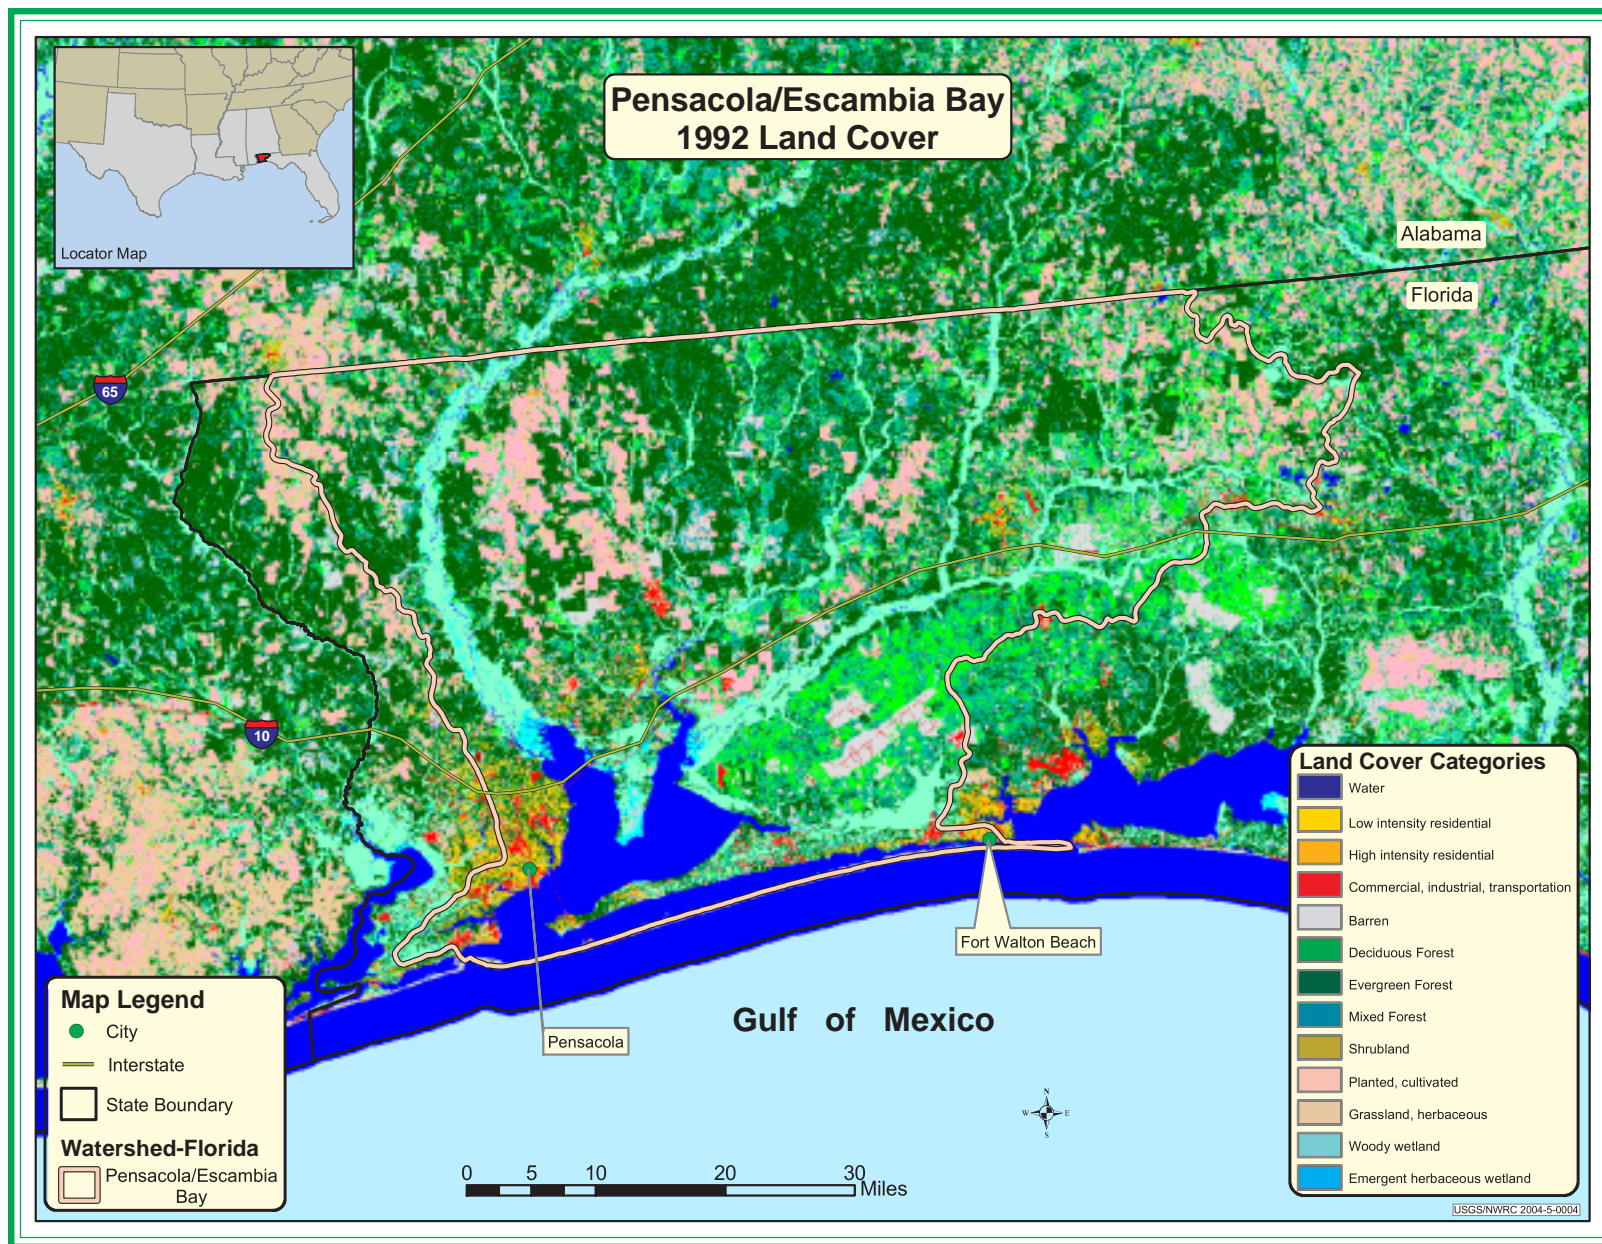 Pensacola/Escambia Bay
1992 Land Cover
Locator Map
Alabama
Florida
65
10
Fort Walton Beach
Pensacola
Gulf of Mexico
Map Legend
City
Interstate
State Boundary
Watershed-Florida
Pensacola/Escambia
Bay
0 5 10 20 30
Miles
N
W E
S
Land Cover Categories
Water
Low intensity residential
High intensity residential
Commercial, industrial, transportation
Barren
Deciduous Forest
Evergreen Forest
Mixed Forest
Shrubland
Planted, cultivated
Grassland, herbaceous
Woody wetland
Emergent herbaceous wetland
USGS/NWRC 2004-5-0004